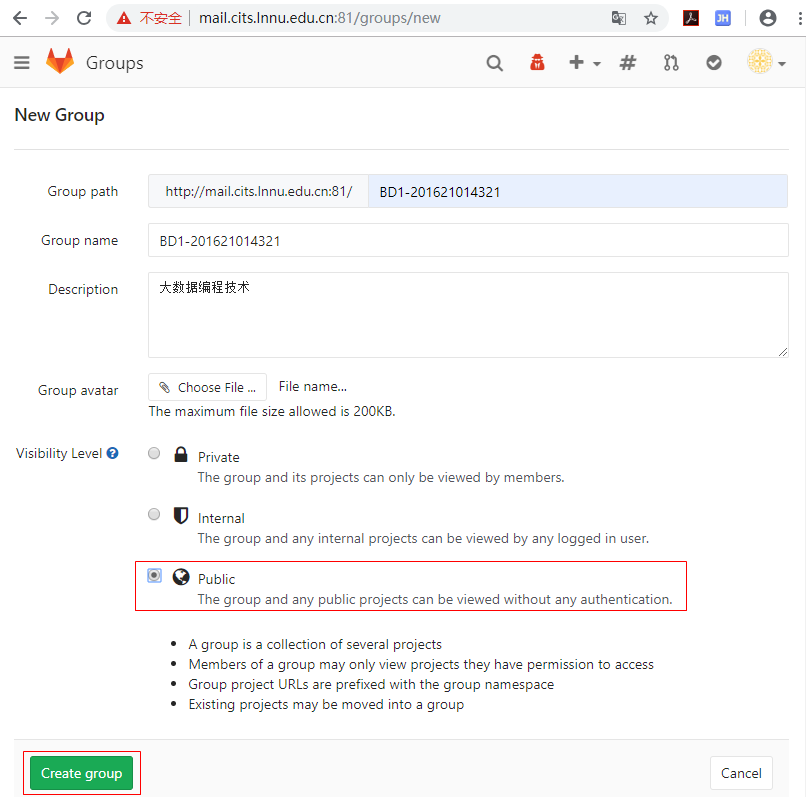 不安全 mail.cits.lnnu.edu.cn:81/groups/new JH
Groups
New Group
Group path http://mail.cits.lnnu.edu.cn:81/ BD1-201621014321
Group name BD1-201621014321
Description 大数据编程技术
Group avatar Choose File ... File name...
The maximum file size allowed is 200KB.
Visibility Level Private
The group and its projects can only be viewed by members.
Internal
The group and any internal projects can be viewed by any logged in user.
Public
The group and any public projects can be viewed without any authentication.
A group is a collection of several projects
Members of a group may only view projects they have permission to access
Group project URLs are prefixed with the group namespace
Existing projects may be moved into a group
Create group Cancel